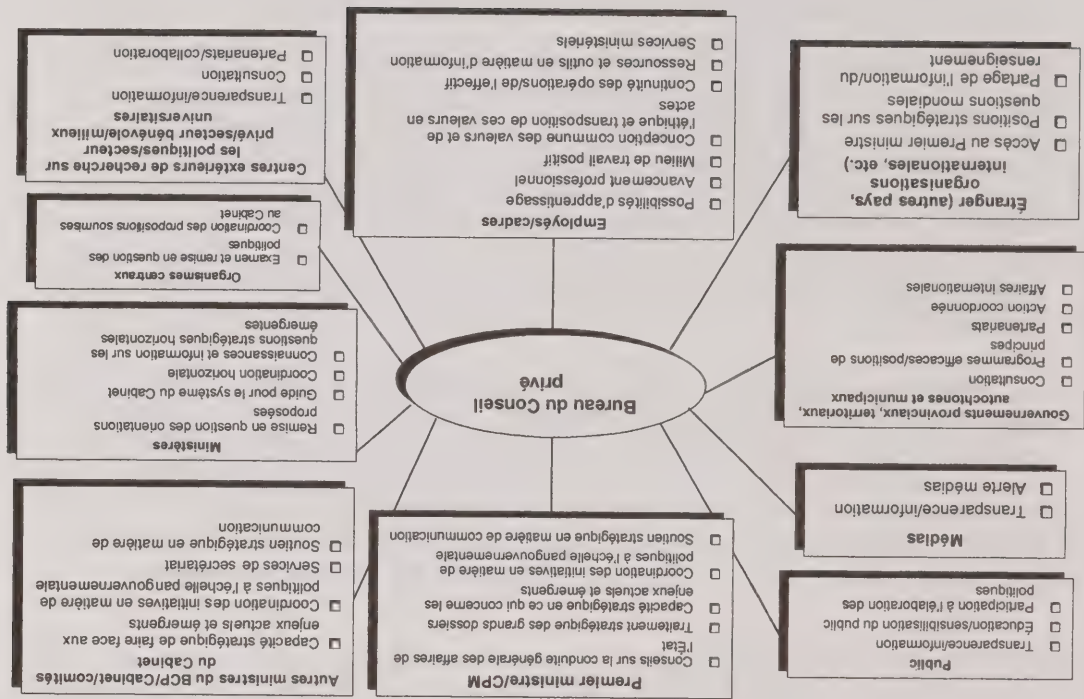 Public
❑ Transparence/information
❑ Éducation/sensibilisation du public
❑ Participation à l'élaboration des
politiques
Premier ministre/CPM
❑ Conseils sur la conduite générale des affaires de
l'État
❑ Traitement stratégique des grands dossiers
❑ Capacité stratégique en ce qui concerne les
enjeux actuels et émergents
❑ Coordination des initiatives en matière de
politiques à l'échelle pangouvernementale
❑ Soutien stratégique en matière de communication
Autres ministres du BCP/Cabinet/comités
du Cabinet
❑ Capacité stratégique de faire face aux
enjeux actuels et émergents
❑ Coordination des initiatives en matière de
politiques à l'échelle pangouvernementale
❑ Services de secrétariat
❑ Soutien stratégique en matière de
communication
Médias
❑ Transparence/information
❑ Alerte médias
Ministères
❑ Remise en question des orientations
proposées
❑ Guide pour le système du Cabinet
❑ Coordination horizontale
❑ Connaissances et information sur les
questions stratégiques horizontales
émergentes
Gouvernements provinciaux, territoriaux,
autochtones et municipaux
❑ Consultation
❑ Programmes efficaces/positions de
principes
❑ Partenariats
❑ Action coordonnée
❑ Affaires internationales
Bureau du Conseil
privé
Organismes centraux
❑ Examen et remise en question des
politiques
❑ Coordination des propositions soumises
au Cabinet
Étranger (autres pays,
organisations
internationales, etc.)
❑ Accès au Premier ministre
❑ Positions stratégiques sur les
questions mondiales
❑ Partage de l'information/du
renseignement
Employés/cadres
❑ Possibilités d'apprentissage
❑ Avancement professionnel
❑ Milieu de travail positif
❑ Conception commune des valeurs et de
l'éthique et transposition de ces valeurs en
actes
❑ Continuité des opérations/de l'effectif
❑ Ressources et outils en matière d'information
❑ Services ministériels
Centres extérieurs de recherche sur
les politiques/secteur
privé/secteur bénévole/milieux
universitaires
❑ Transparence/information
❑ Consultation
❑ Partenariats/collaboration